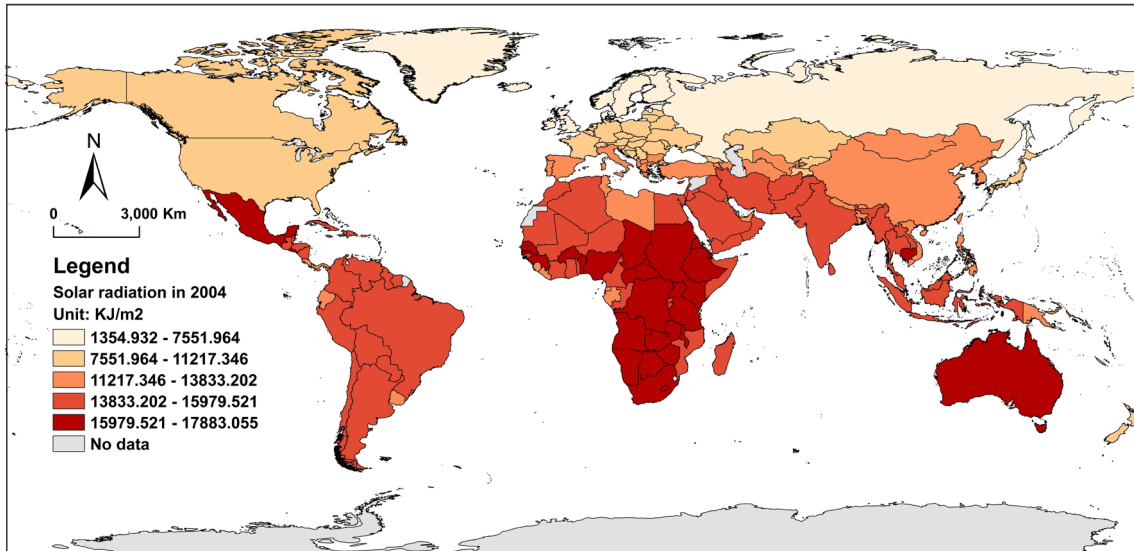 N
0 3,000 Km
Legend
Solar radiation in 2004
Unit: KJ/m2
1354.932 - 7551.964
7551.964 - 11217.346
11217.346 - 13833.202
13833.202 - 15979.521
15979.521 - 17883.055
No data